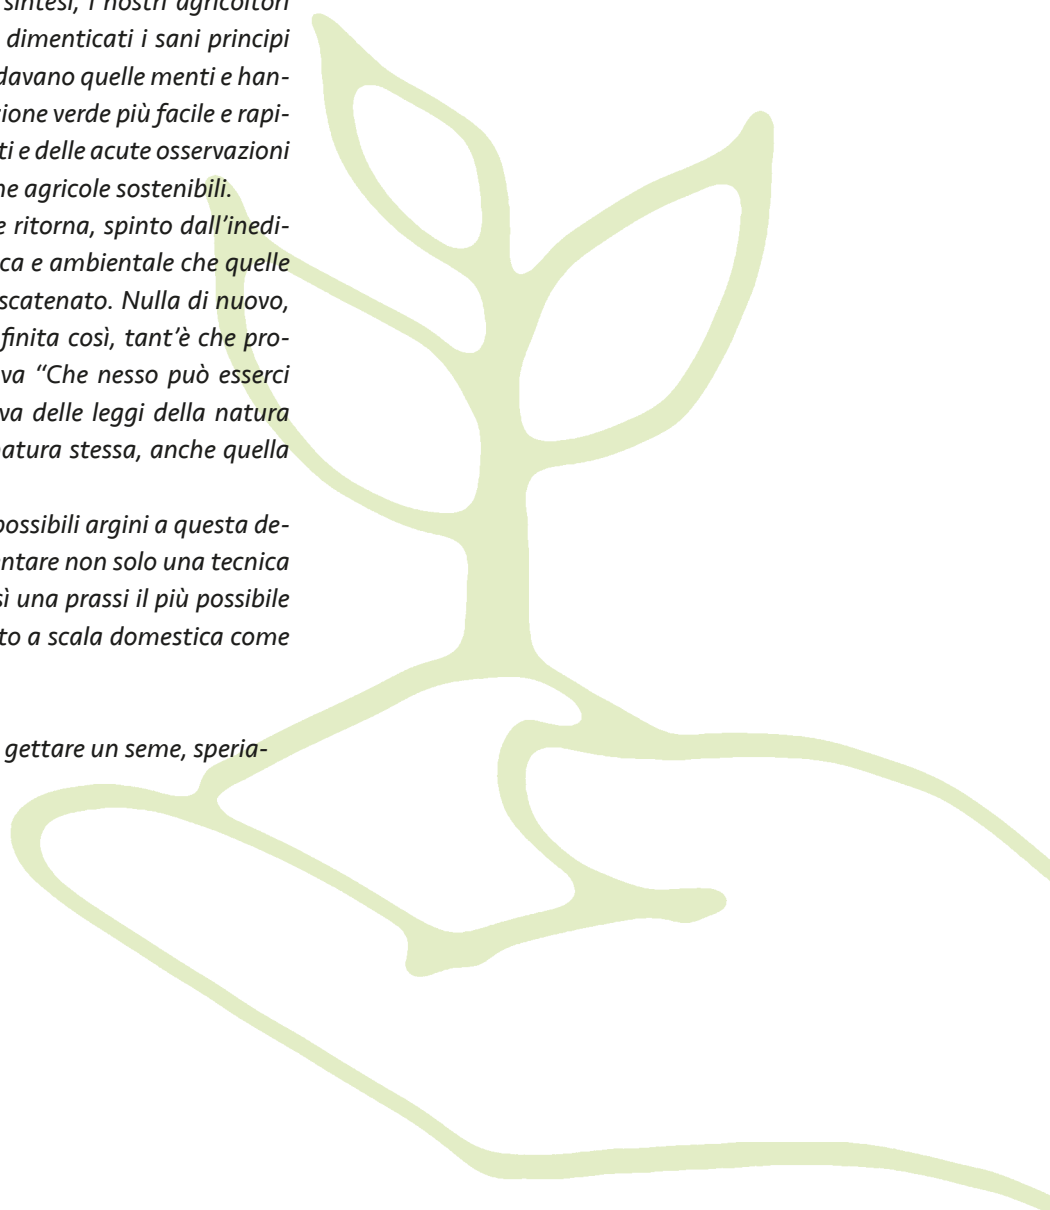 sintesi, i nostri agricoltori
dimenticati i sani principi
davano quelle menti e han-
ione verde più facile e rapi-
ti e delle acute osservazioni
ne agricole sostenibili.
e ritorna, spinto dall’inedi-
ca e ambientale che quelle
scatenato. Nulla di nuovo,
finita così, tant’è che pro-
va “Che nesso può esserci
va delle leggi della natura
natura stessa, anche quella
possibili argini a questa de-
entare non solo una tecnica
sì una prassi il più possibile
to a scala domestica come
gettare un seme, speria-